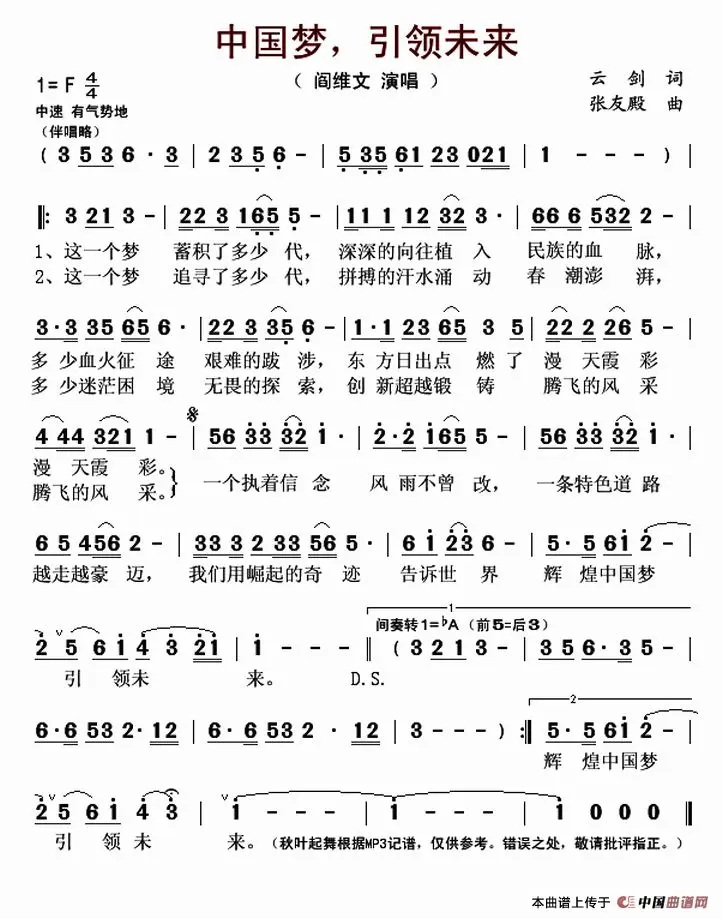 中国梦，引领未来
（ 阎维文 演唱 ）
云 剑 词
1= F 4/4
张友殿 曲
中速 有气势地
（伴唱略）
( 3 5 3 6 · 3 | 2 3 5 6 - | 5 35 61 23 021 | 1 - - - )
|: 3 21 3 - | 22 3 165 5 - | 11 1 12 32 3 · | 66 6 532 2 - |
1、这一个梦 蓄积了多少 代， 深深的向往植 入 民族的血 脉，
2、这一个梦 追寻了多少 代， 拼搏的汗水涌 动 春 潮澎 湃，
3 · 3 35 65 6 · | 22 3 35 5 - | 1 · 1 23 65 3 5 | 22 2 26 5 - |
多 少血火征 途 艰难的跋 涉， 东 方日出点 燃了 漫 天霞 彩
多 少迷茫困 境 无畏的探 索， 创 新超越锻 铸 腾飞的风 采
4 44 321 1 - | 56 33 32 1 · | 2 · 2 165 5 - | 56 33 32 1 · |
漫 天霞 彩。
腾飞的风 采。
一个执着信 念 风 雨不曾 改， 一条特色道 路
6 5 456 2 - | 33 3 2 33 56 5 · | 6 1 23 6 - | 5 · 5 61 2 - |
越走越豪 迈， 我们用崛起的奇 迹 告诉世 界 辉 煌中国梦
1
间奏转1=♭A（前5=后3）
2 5 6 1 4 3 21 | 1 - - - || ( 3 21 3 - | 3 5 6 · 3 5 |
引 领未 来。 D.S.
6 · 6 53 2 · 12 | 6 · 6 53 2 · 12 | 3 - - - ) :|| 5 · 5 61 2 - |
2
辉 煌中国梦
2 5 6 1 4 3 | 1 - - - | 1 - - - | 1 0 0 0 ||
引 领 未 来。（秋叶起舞根据MP3记谱，仅供参考。错误之处，敬请批评指正。）
本曲谱上传于 中国曲谱网